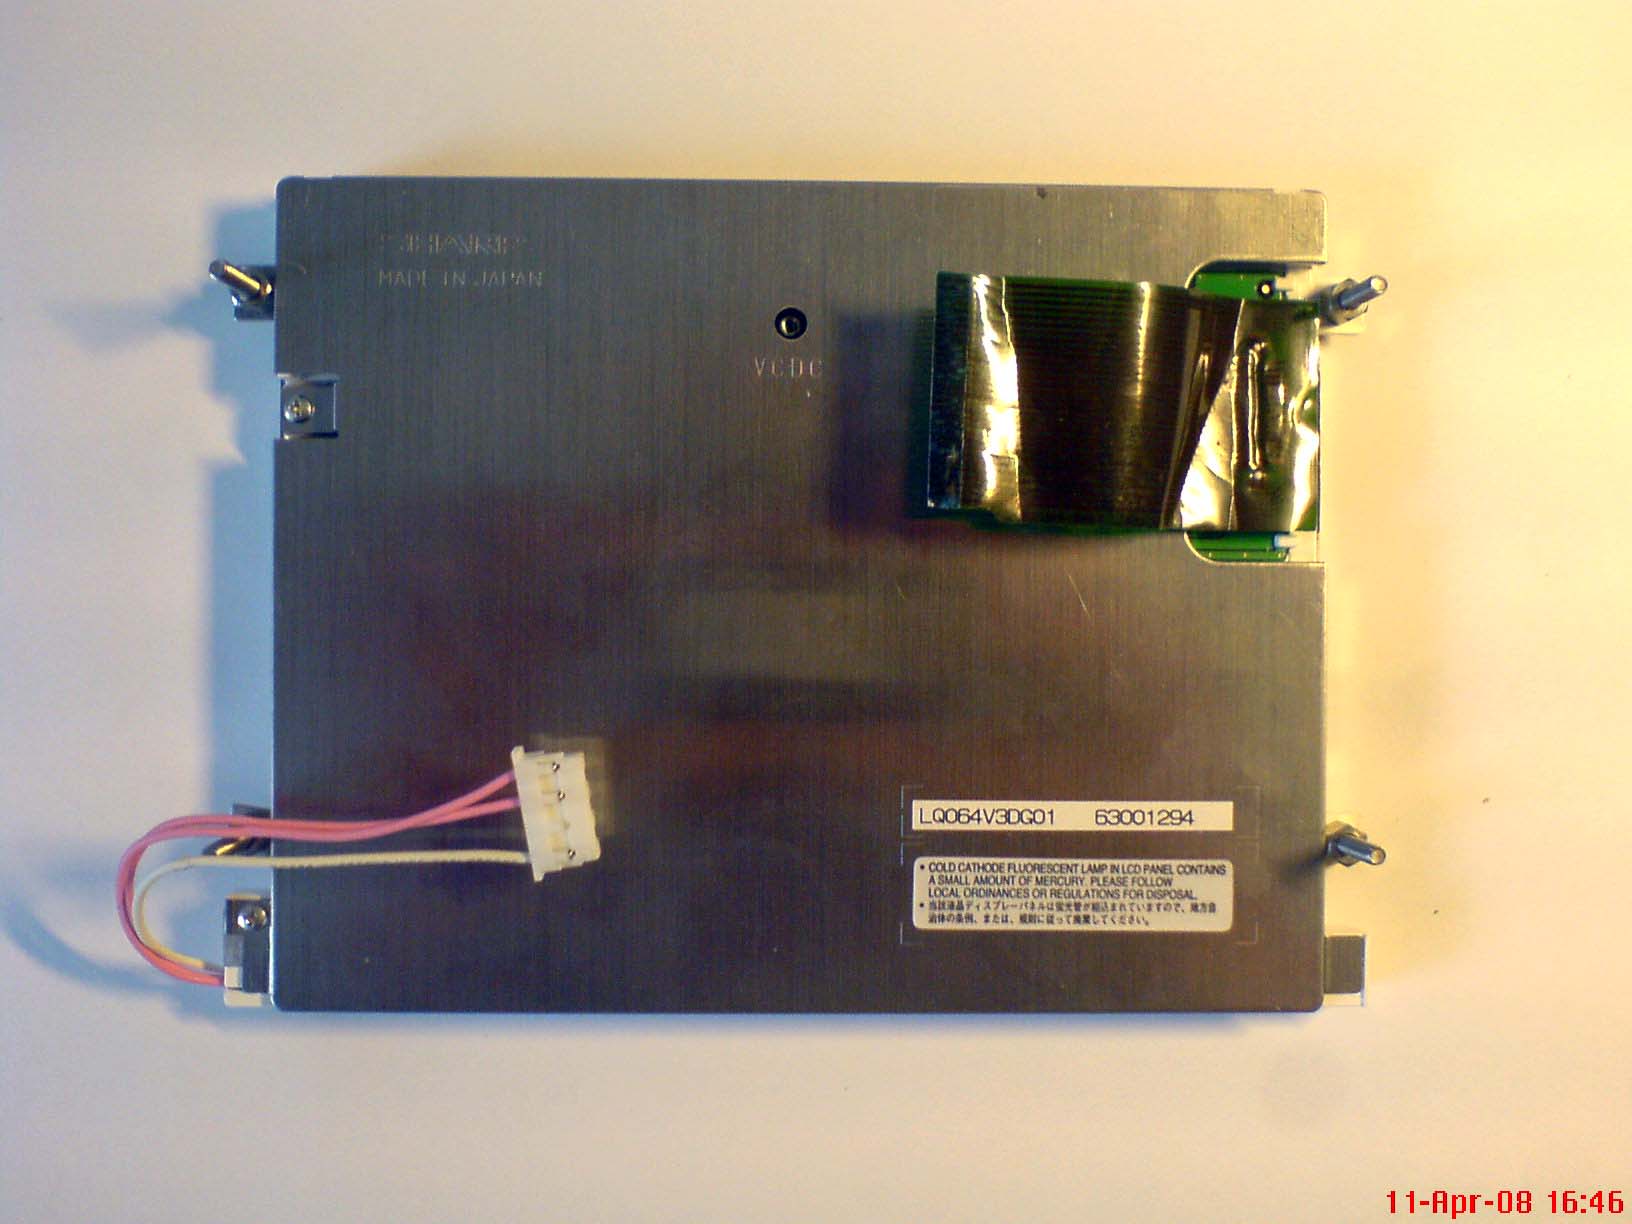 SHARP
MADE IN JAPAN
VCDC
LQ064V3DG01 63001294
• COLD CATHODE FLUORESCENT LAMP IN LCD PANEL CONTAINS
A SMALL AMOUNT OF MERCURY. PLEASE FOLLOW
LOCAL ORDINANCES OR REGULATIONS FOR DISPOSAL.
• 当該液晶ディスプレーパネルは蛍光管が組込まれていますので、地方自
治体の条例、または、規則に従って廃棄してください。
11-Apr-08 16:46